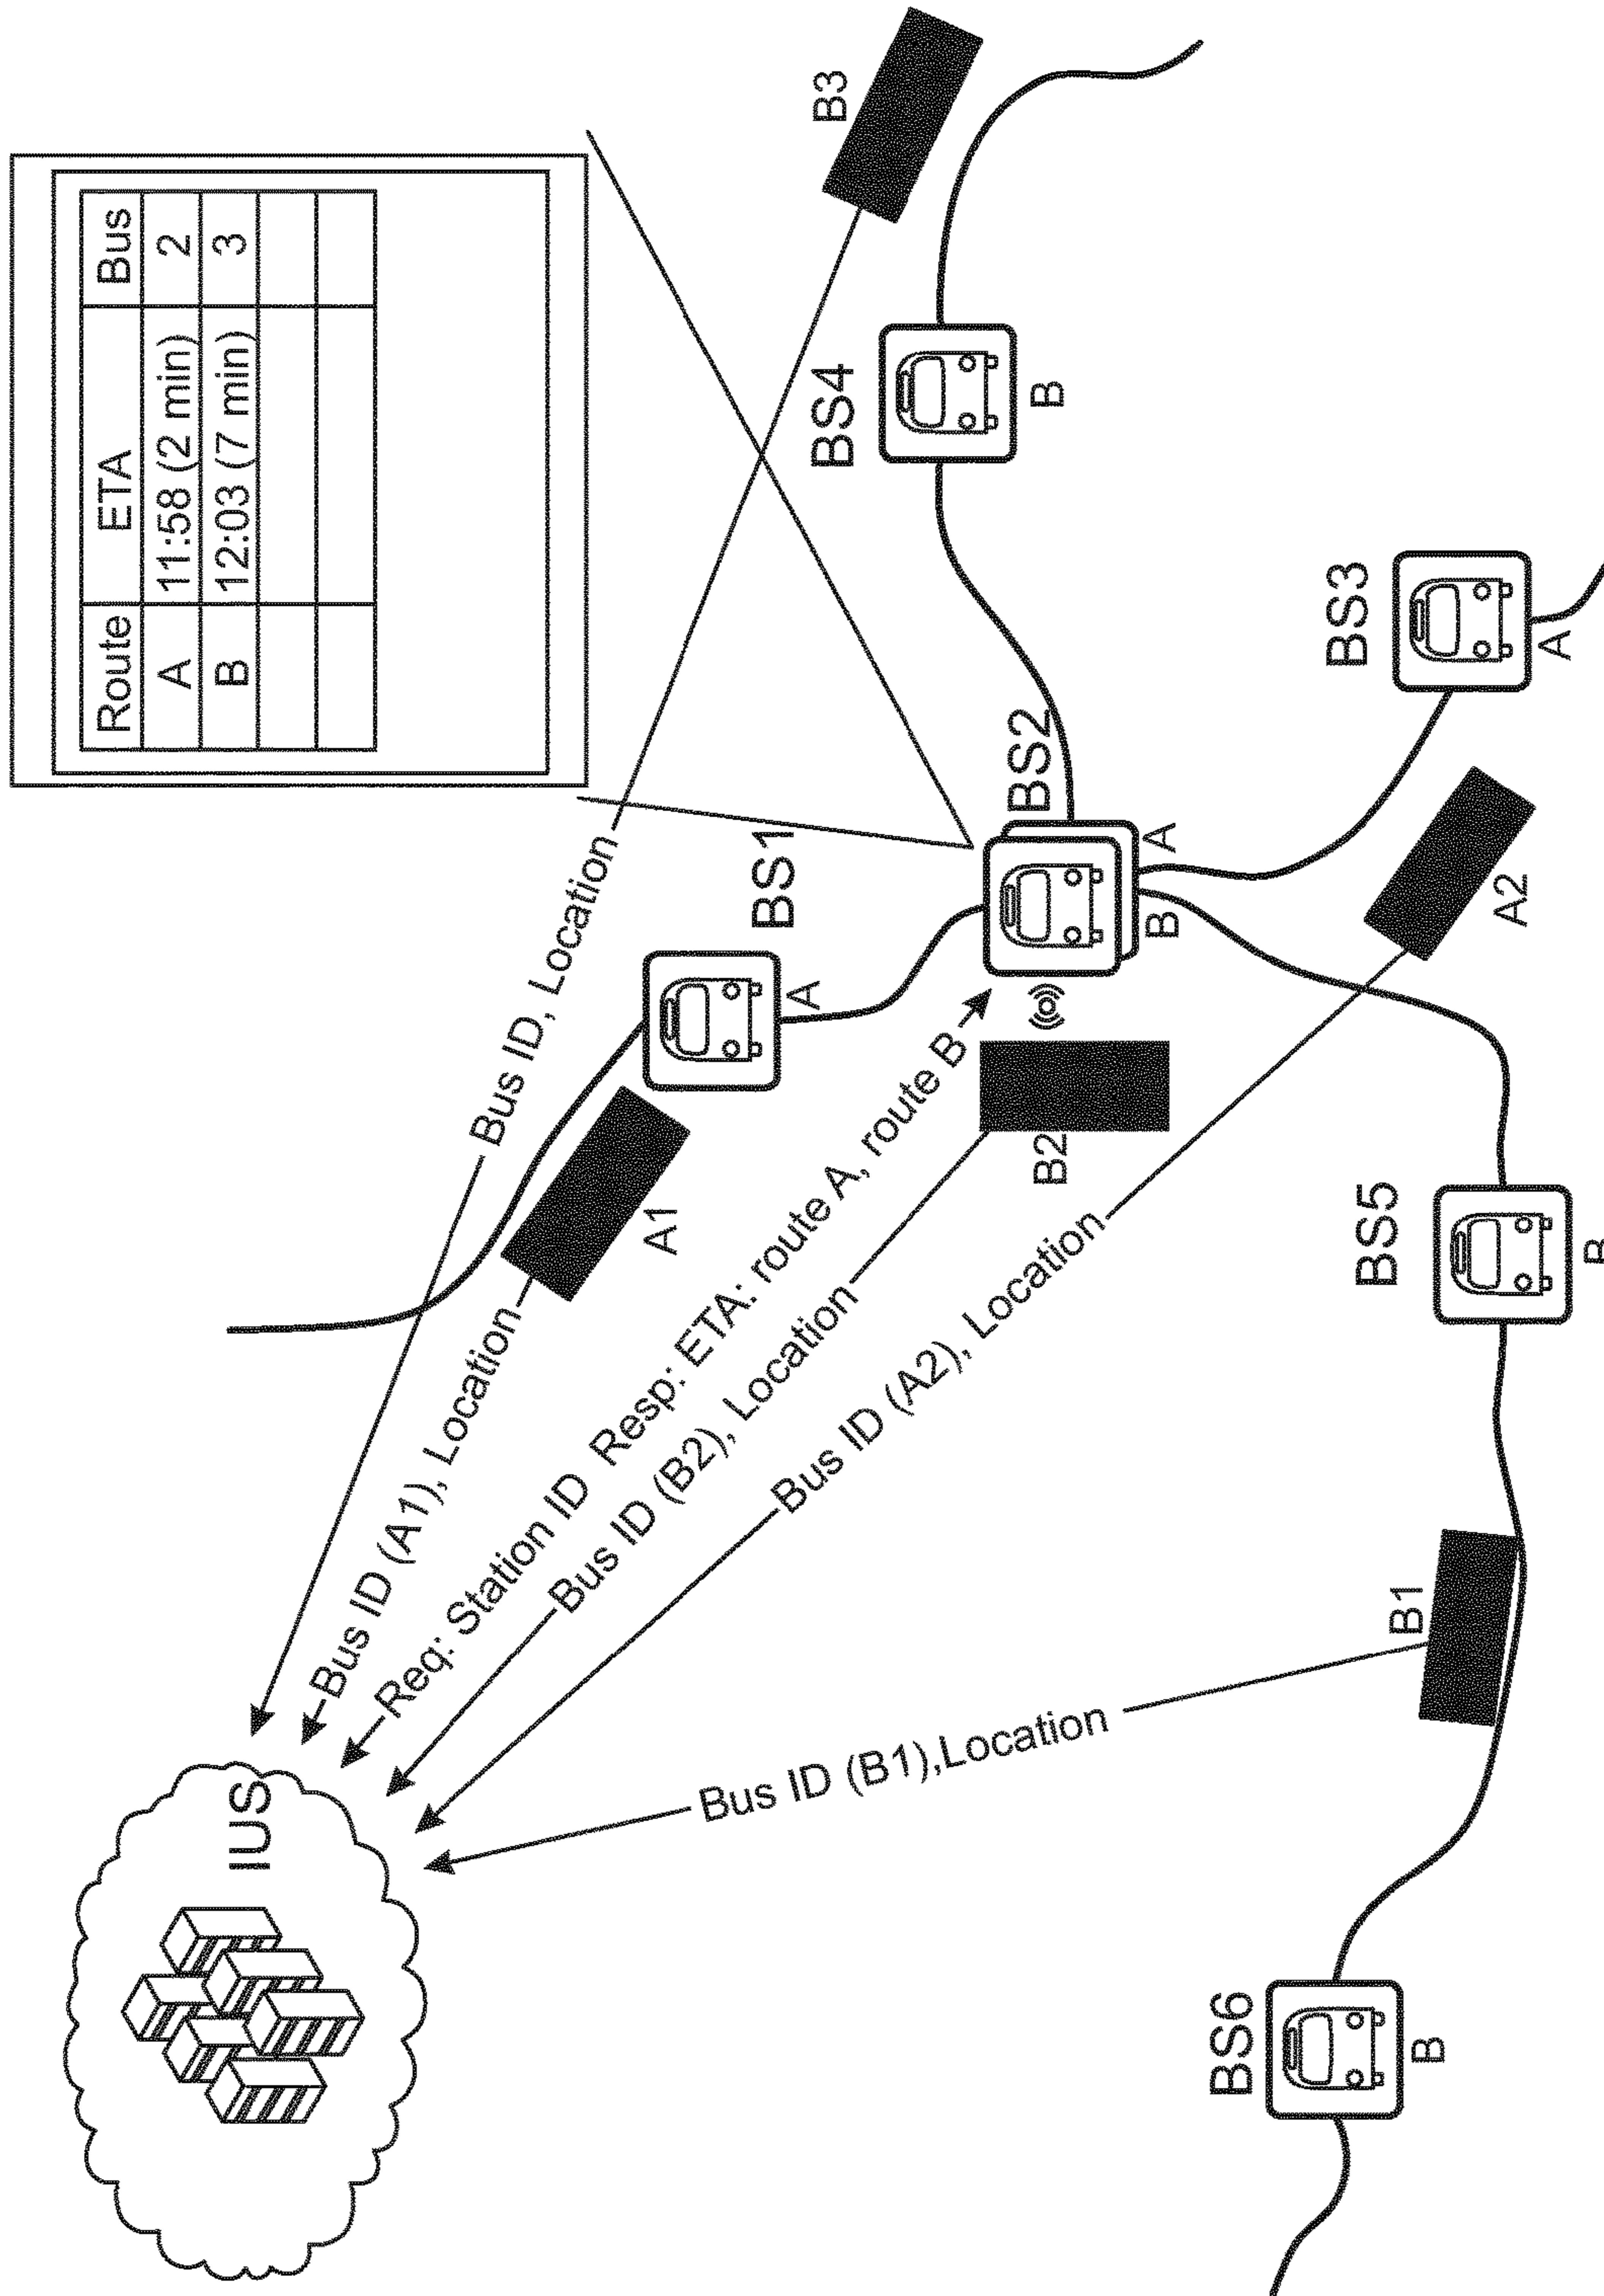 IUS
Route ETA Bus
A 11:58 (2 min) 2
B 12:03 (7 min) 3
Bus ID, Location
Bus ID (A1), Location
Req: Station ID Resp: ETA: route A, route B
Bus ID (B2), Location
Bus ID (A2), Location
Bus ID (B1),Location
A1
BS1
A
B3
BS4
B
BS2
A
B
B2
BS3
A
A2
BS5
B
B1
BS6
B